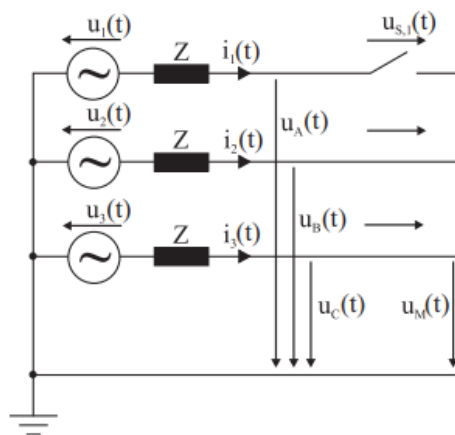 u₁(t) Z i₁(t) u_S,1(t)
u_A(t)
u₂(t) Z i₂(t)
u_B(t)
u₃(t) Z i₃(t)
u_C(t) u_M(t)